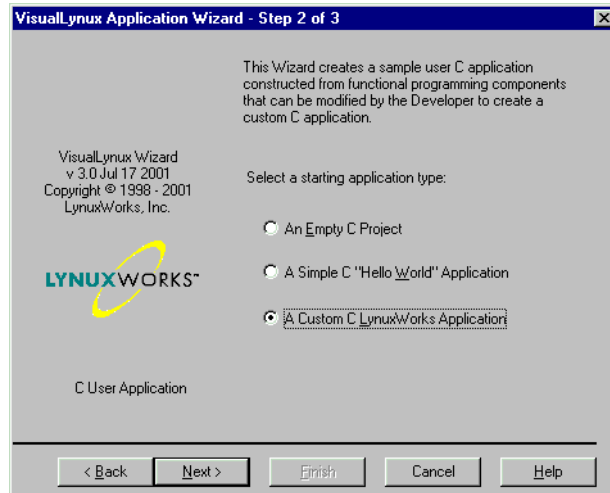 VisualLynux Application Wizard - Step 2 of 3
This Wizard creates a sample user C application
constructed from functional programming components
that can be modified by the Developer to create a
custom C application.
VisualLynux Wizard
v 3.0 Jul 17 2001
Copyright © 1998 - 2001
LynuxWorks, Inc.
LYNUXWORKS™
C User Application
Select a starting application type:
An Empty C Project
A Simple C "Hello World" Application
A Custom C LynuxWorks Application
< Back
Next >
Finish
Cancel
Help